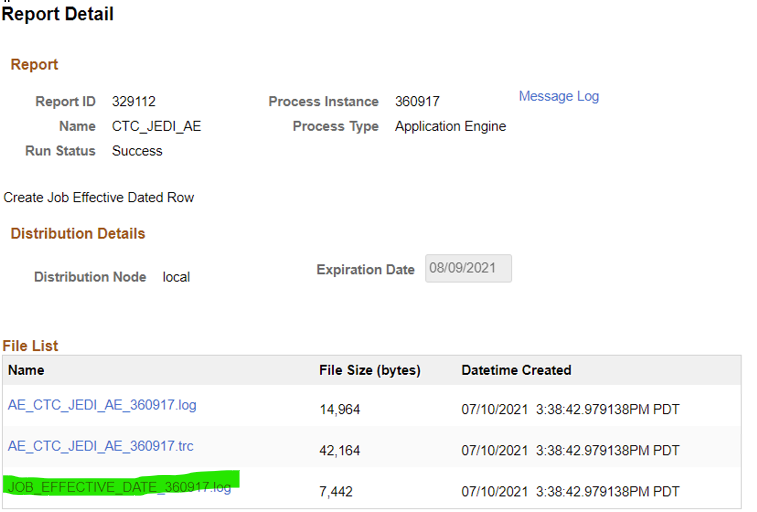 Report Detail
Report
Report ID 329112 Process Instance 360917 Message Log
Name CTC_JEDI_AE Process Type Application Engine
Run Status Success
Create Job Effective Dated Row
Distribution Details
Distribution Node local Expiration Date 08/09/2021
File List
Name File Size (bytes) Datetime Created
AE_CTC_JEDI_AE_360917.log 14,964 07/10/2021 3:38:42.979138PM PDT
AE_CTC_JEDI_AE_360917.trc 42,164 07/10/2021 3:38:42.979138PM PDT
JOB_EFFECTIVE_DATE_360917.log 7,442 07/10/2021 3:38:42.979138PM PDT